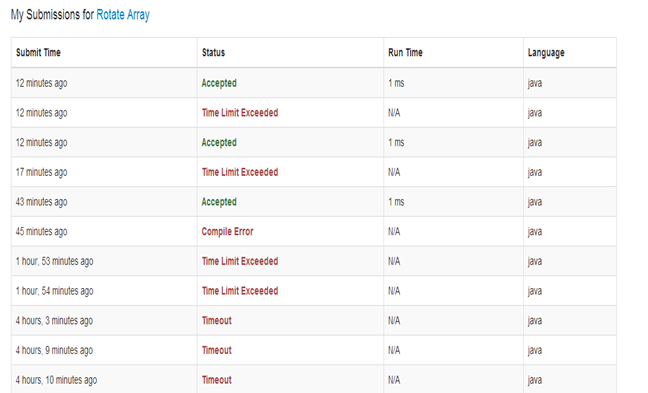 My Submissions for Rotate Array
Submit Time Status Run Time Language
12 minutes ago Accepted 1 ms java
12 minutes ago Time Limit Exceeded N/A java
12 minutes ago Accepted 1 ms java
17 minutes ago Time Limit Exceeded N/A java
43 minutes ago Accepted 1 ms java
45 minutes ago Compile Error N/A java
1 hour, 53 minutes ago Time Limit Exceeded N/A java
1 hour, 54 minutes ago Time Limit Exceeded N/A java
4 hours, 3 minutes ago Timeout N/A java
4 hours, 9 minutes ago Timeout N/A java
4 hours, 10 minutes ago Timeout N/A java